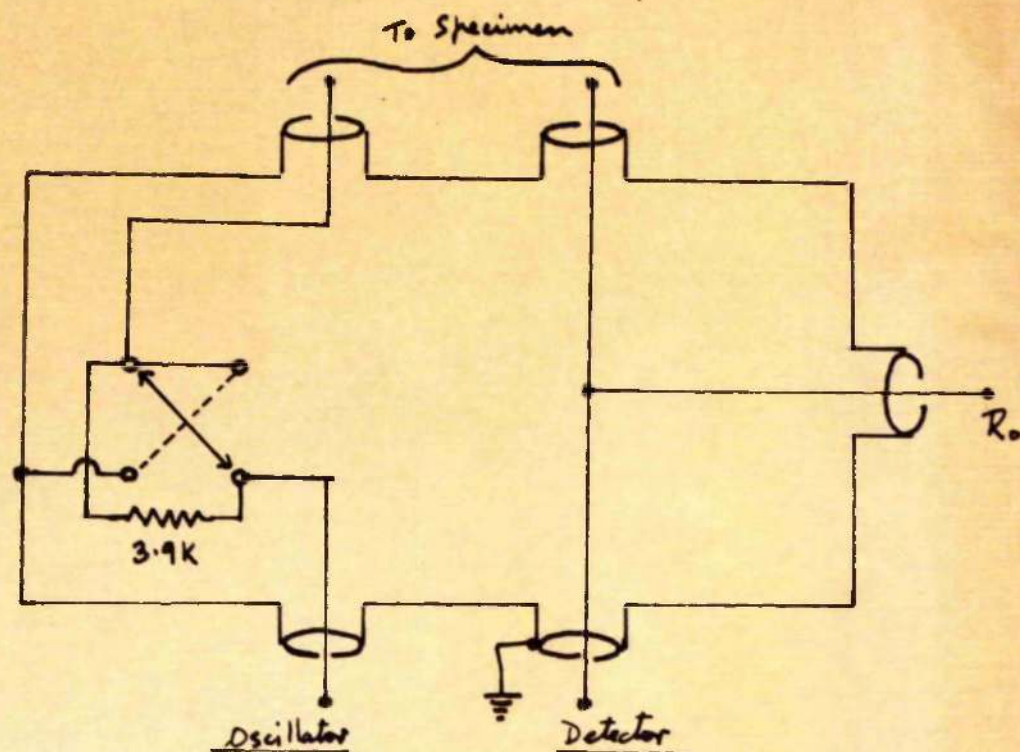 To Specimen
R₀
3.9K
Oscillator
Detector